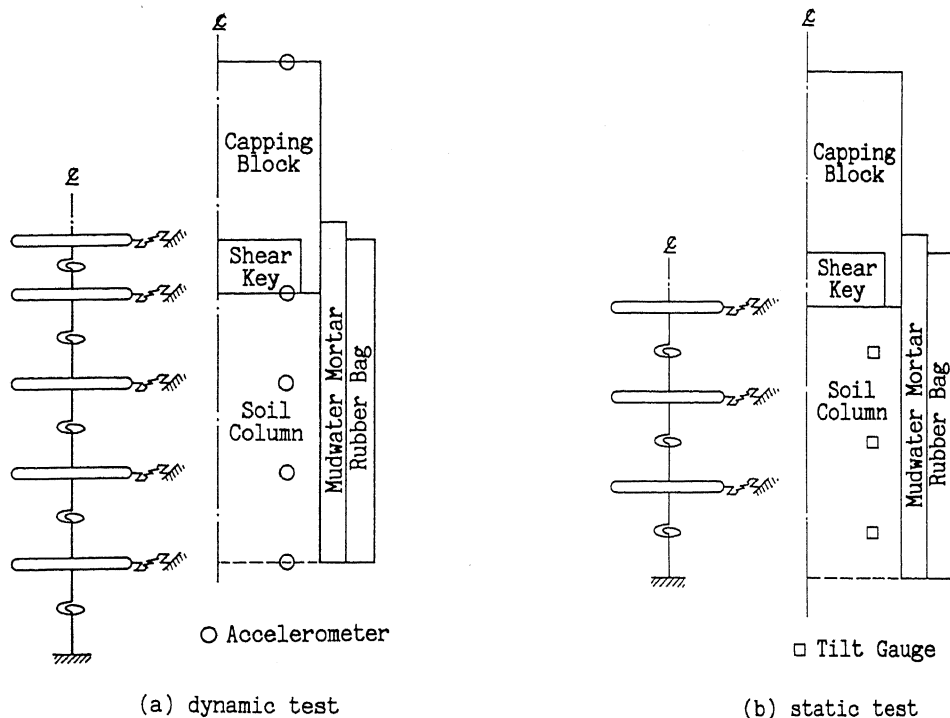 ℄
℄
℄
℄
Capping
Block
Shear
Key
Soil
Column
Mudwater Mortar
Rubber Bag
○ Accelerometer
(a) dynamic test
Capping
Block
Shear
Key
Soil
Column
Mudwater Mortar
Rubber Bag
□ Tilt Gauge
(b) static test